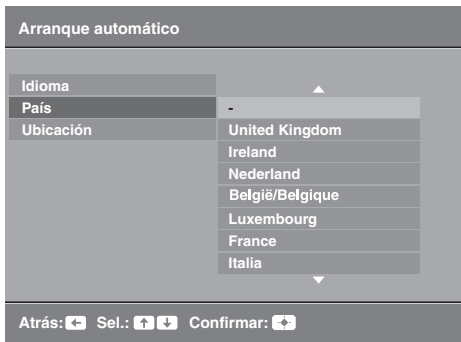 Arranque automático
Idioma
País
Ubicación
-
United Kingdom
Ireland
Nederland
België/Belgique
Luxembourg
France
Italia
Atrás: Sel.: Confirmar: